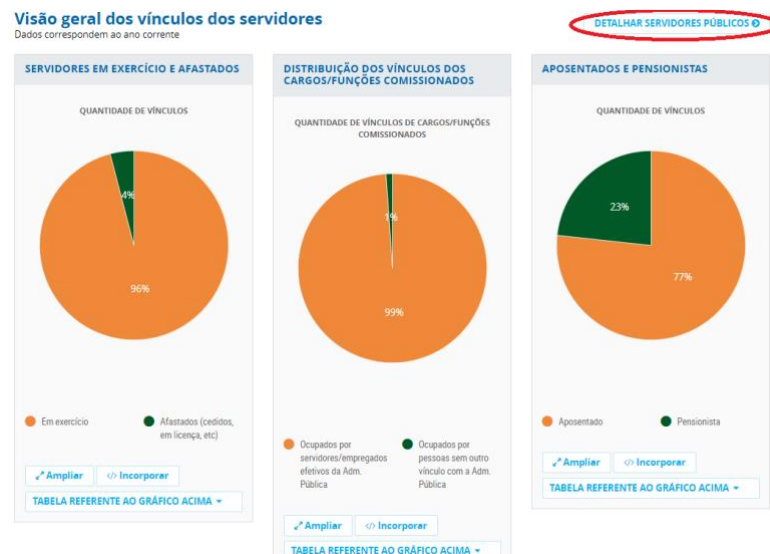 Visão geral dos vínculos dos servidores
Dados correspondem ao ano corrente
DETALHAR SERVIDORES PÚBLICOS
SERVIDORES EM EXERCÍCIO E AFASTADOS
QUANTIDADE DE VÍNCULOS
4%
96%
Em exercício
Afastados (cedidos,
em licença, etc)
Ampliar
</> Incorporar
TABELA REFERENTE AO GRÁFICO ACIMA
DISTRIBUIÇÃO DOS VÍNCULOS DOS
CARGOS/FUNÇÕES COMISSIONADOS
QUANTIDADE DE VÍNCULOS DE CARGOS/FUNÇÕES
COMISSIONADOS
1%
99%
Ocupados por
servidores/empregados
efetivos da Adm.
Pública
Ocupados por
pessoas sem outro
vínculo com a Adm.
Pública
Ampliar
</> Incorporar
TABELA REFERENTE AO GRÁFICO ACIMA
APOSENTADOS E PENSIONISTAS
QUANTIDADE DE VÍNCULOS
23%
77%
Aposentado
Pensionista
Ampliar
</> Incorporar
TABELA REFERENTE AO GRÁFICO ACIMA